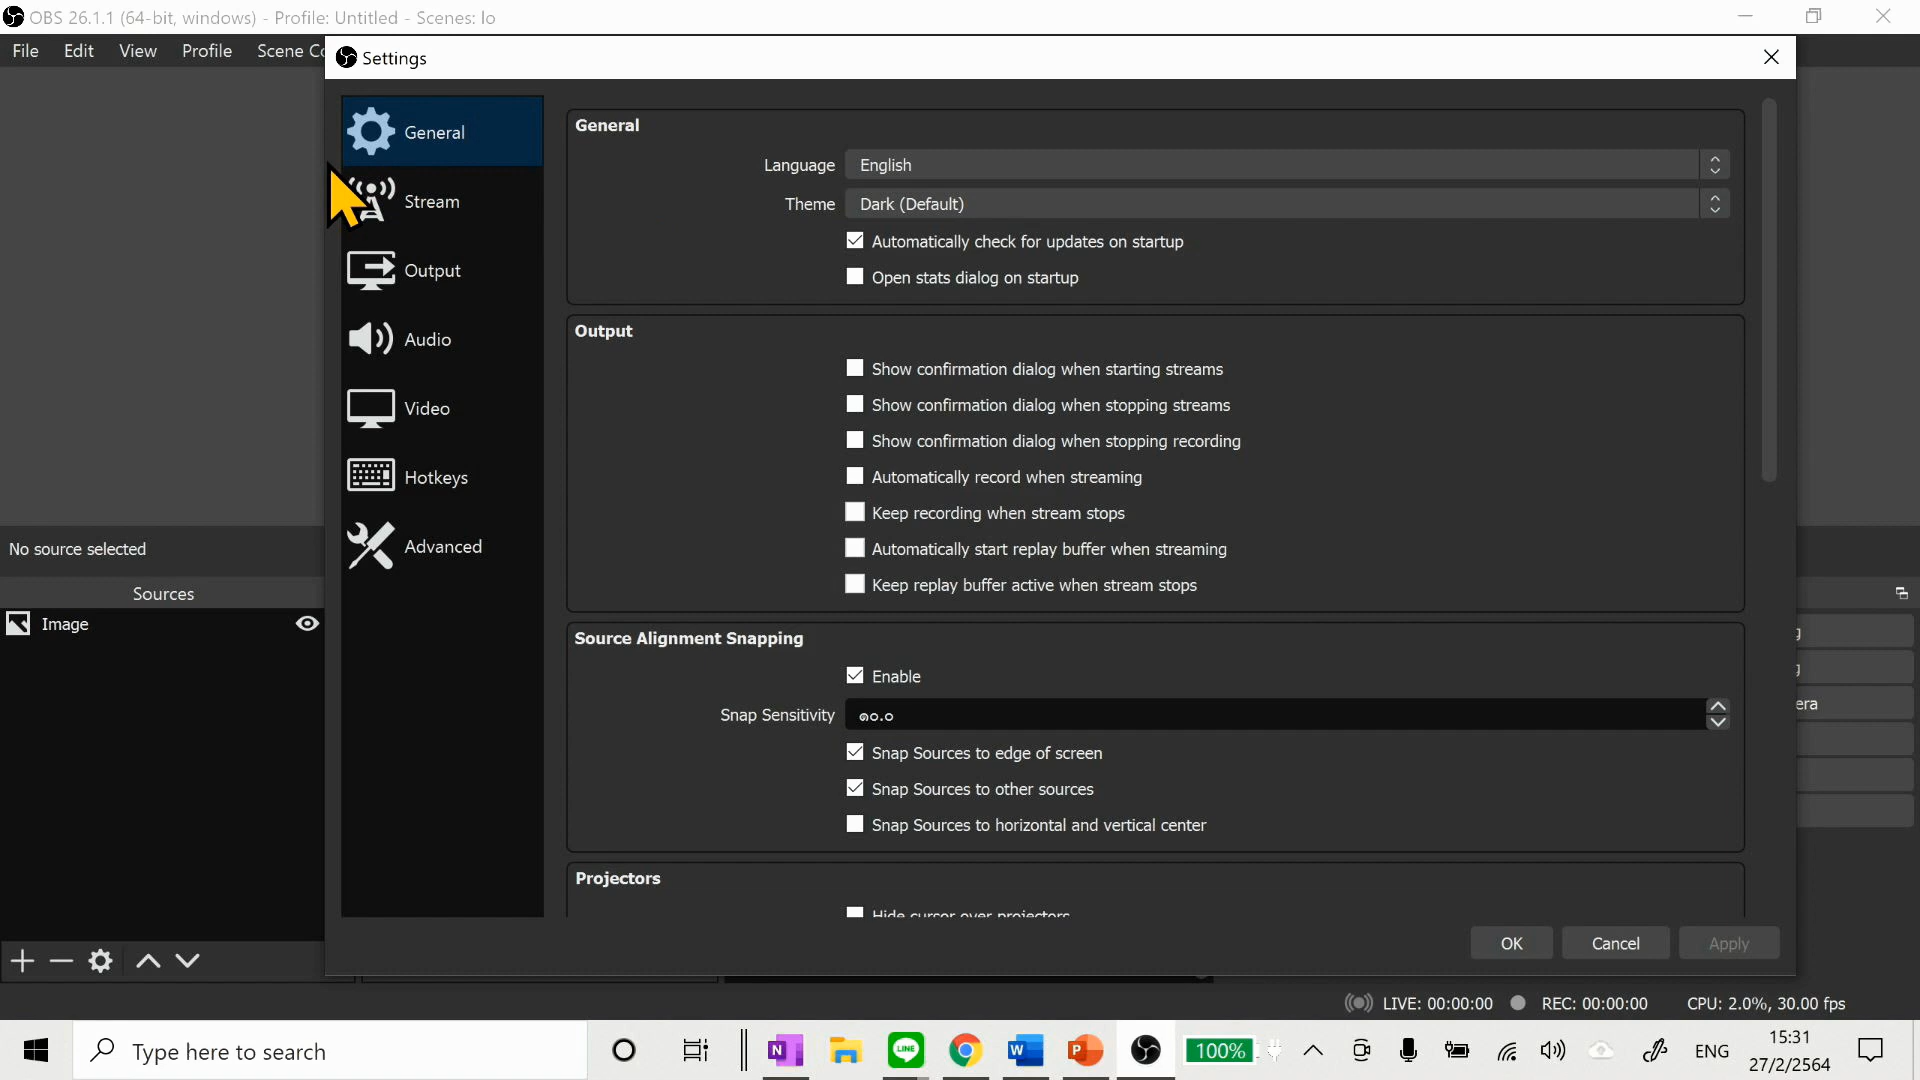 OBS 26.1.1 (64-bit, windows) - Profile: Untitled - Scenes: lo
File Edit View Profile Scene Co
Settings
General
Stream
Output
Audio
Video
Hotkeys
Advanced
General
Language English
Theme Dark (Default)
Automatically check for updates on startup
Open stats dialog on startup
Output
Show confirmation dialog when starting streams
Show confirmation dialog when stopping streams
Show confirmation dialog when stopping recording
Automatically record when streaming
Keep recording when stream stops
Automatically start replay buffer when streaming
Keep replay buffer active when stream stops
Source Alignment Snapping
Enable
Snap Sensitivity ๑๐.๐
Snap Sources to edge of screen
Snap Sources to other sources
Snap Sources to horizontal and vertical center
Projectors
Hide cursor over projectors
OK Cancel Apply
No source selected
Sources
Image
g
g
era
LIVE: 00:00:00 REC: 00:00:00 CPU: 2.0%, 30.00 fps
Type here to search
N
LINE
W
P
100%
ENG
15:31
27/2/2564